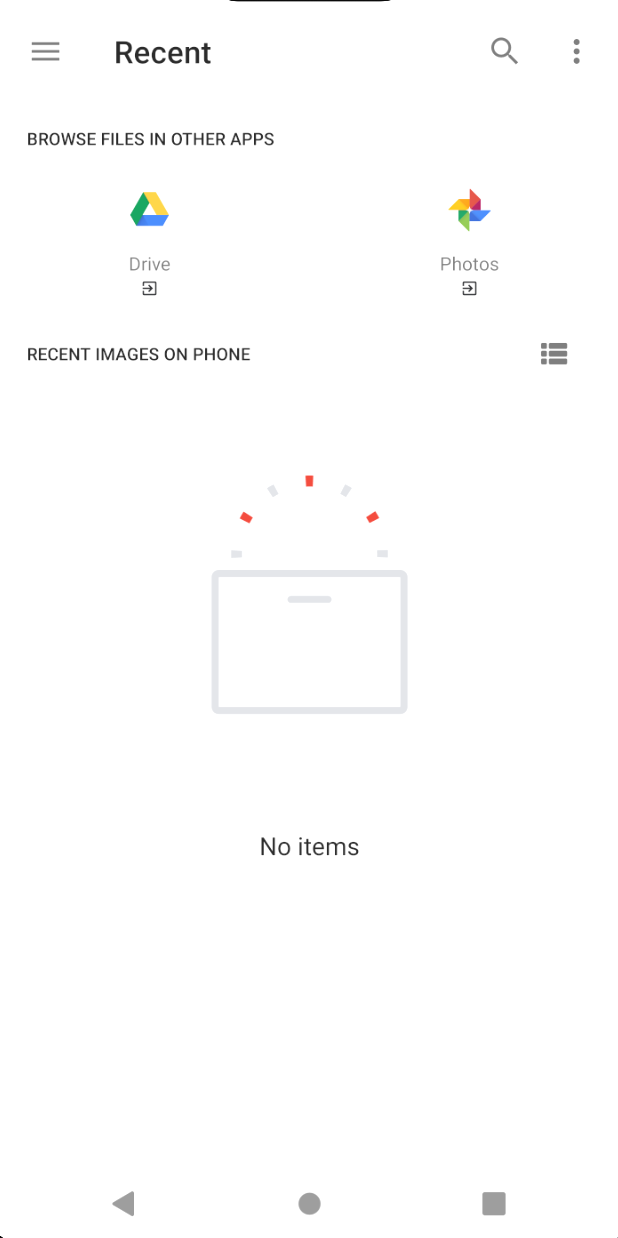 Recent
BROWSE FILES IN OTHER APPS
Drive
Photos
RECENT IMAGES ON PHONE
No items